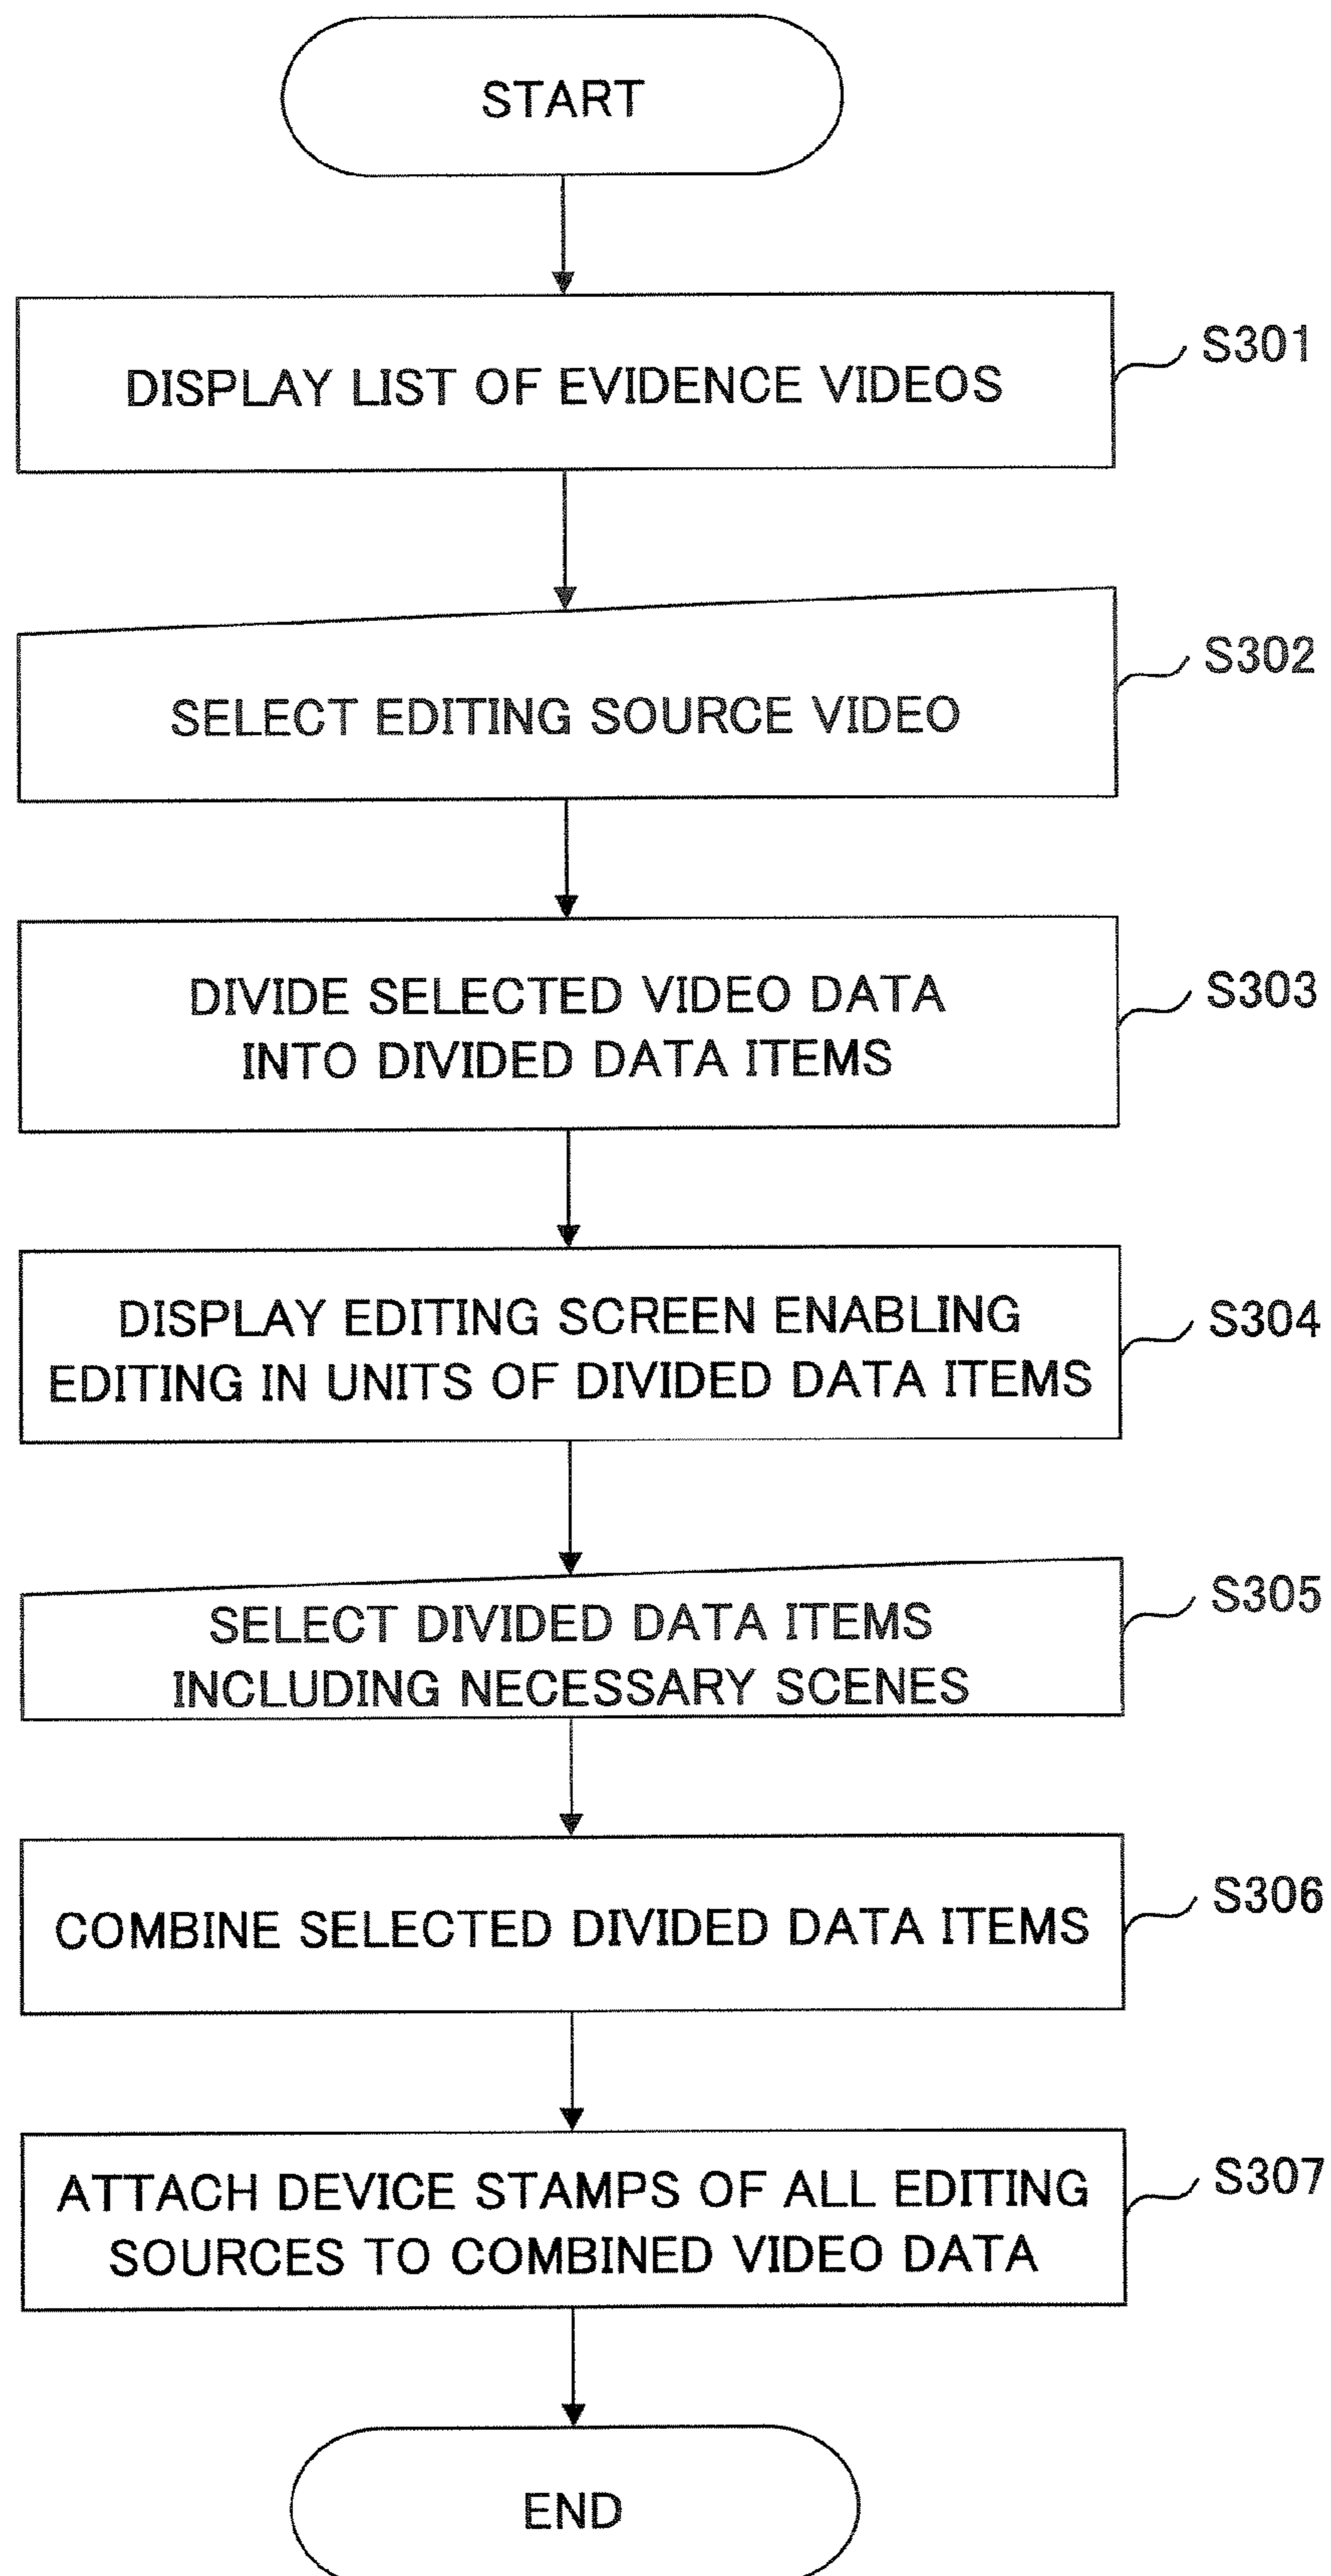 START
DISPLAY LIST OF EVIDENCE VIDEOS
S301
SELECT EDITING SOURCE VIDEO
S302
DIVIDE SELECTED VIDEO DATA
INTO DIVIDED DATA ITEMS
S303
DISPLAY EDITING SCREEN ENABLING
EDITING IN UNITS OF DIVIDED DATA ITEMS
S304
SELECT DIVIDED DATA ITEMS
INCLUDING NECESSARY SCENES
S305
COMBINE SELECTED DIVIDED DATA ITEMS
S306
ATTACH DEVICE STAMPS OF ALL EDITING
SOURCES TO COMBINED VIDEO DATA
S307
END